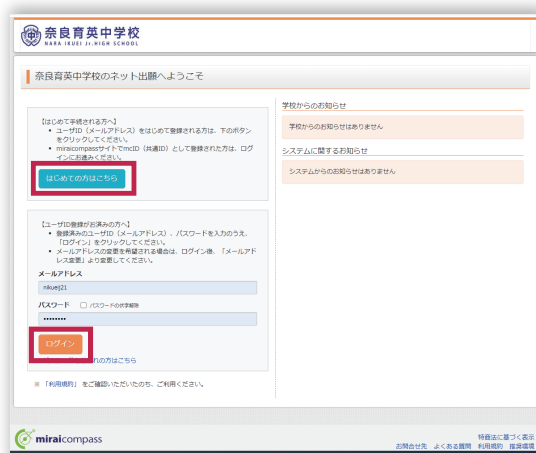 奈良育英中学校
NARA IKUEI Jr.HIGH SCHOOL
奈良育英中学校のネット出願へようこそ
【はじめて手続される方へ】
• ユーザID（メールアドレス）をはじめて登録される方は、下のボタン
をクリックしてください。
• miraicompassサイトでmcID（共通ID）として登録された方は、ログ
インにお進みください。
はじめての方はこちら
【ユーザID登録がお済みの方へ】
• 登録済みのユーザID（メールアドレス）、パスワードを入力のうえ、
「ログイン」をクリックしてください。
• メールアドレスの変更を希望される場合は、ログイン後、「メールアド
レス変更」より変更してください。
メールアドレス
nikueij21
パスワード □ パスワードの伏字解除
••••••••
ログイン
れの方はこちら
※ 「利用規約」 をご確認いただいたのち、ご利用ください。
学校からのお知らせ
学校からのお知らせはありません
システムに関するお知らせ
システムからのお知らせはありません
miraicompass
特商法に基づく表示
お問合せ先 よくある質問 利用規約 推奨環境